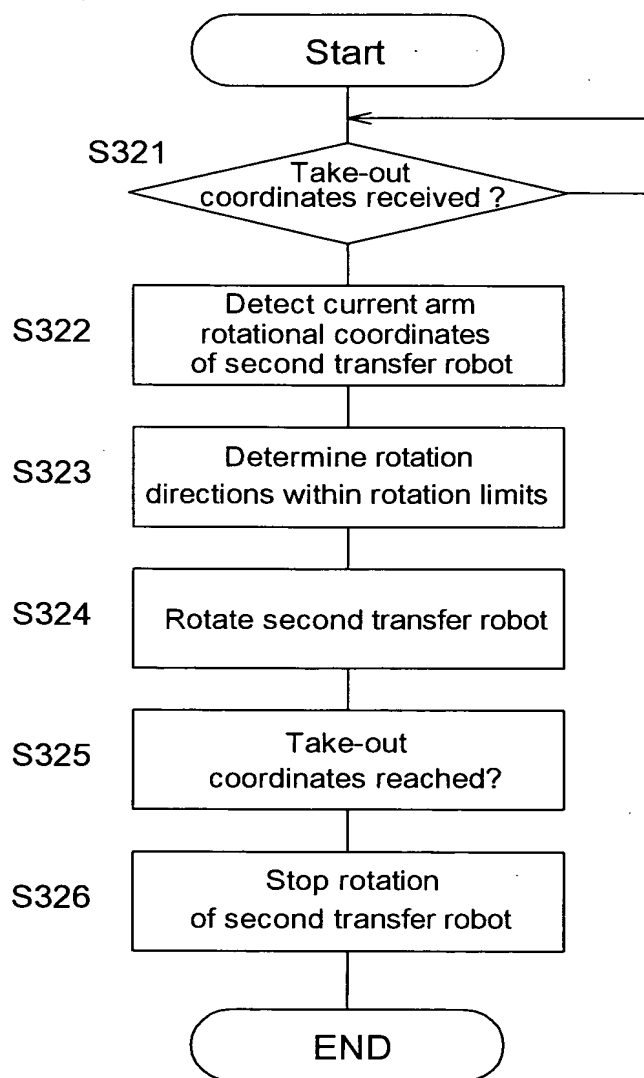 Start
S321
Take-out
coordinates received ?
S322
Detect current arm
rotational coordinates
of second transfer robot
S323
Determine rotation
directions within rotation limits
S324
Rotate second transfer robot
S325
Take-out
coordinates reached?
S326
Stop rotation
of second transfer robot
END